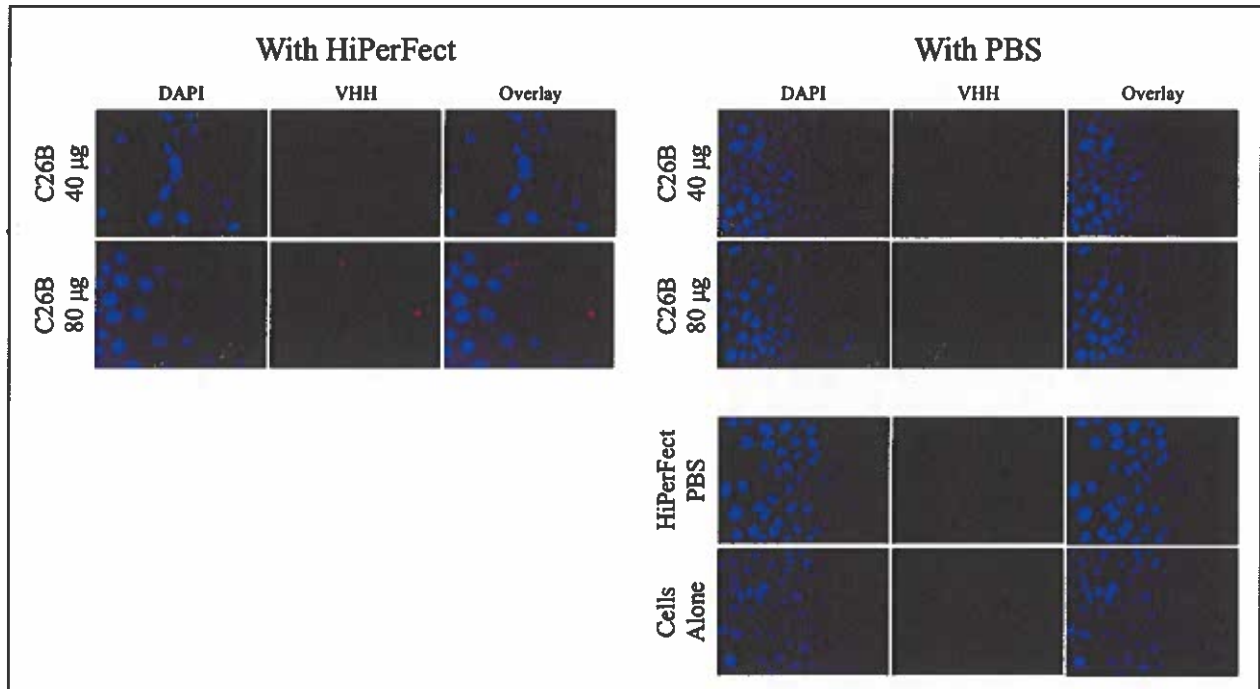 With HiPerFect
DAPI VHH Overlay
C26B
40 µg
C26B
80 µg
With PBS
DAPI VHH Overlay
C26B
40 µg
C26B
80 µg
HiPerFect
PBS
Cells
Alone